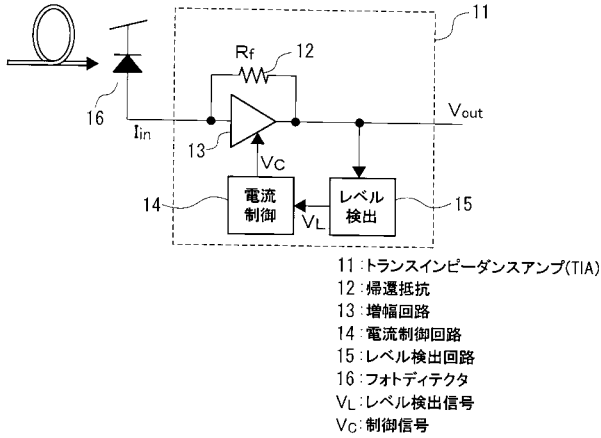 11
Rf
12
16
Iin
13
Vout
VC
14
電流
制御
VL
レベル
検出
15
11:トランスインピーダンスアンプ(TIA)
12:帰還抵抗
13:増幅回路
14:電流制御回路
15:レベル検出回路
16:フォトディテクタ
VL:レベル検出信号
VC:制御信号